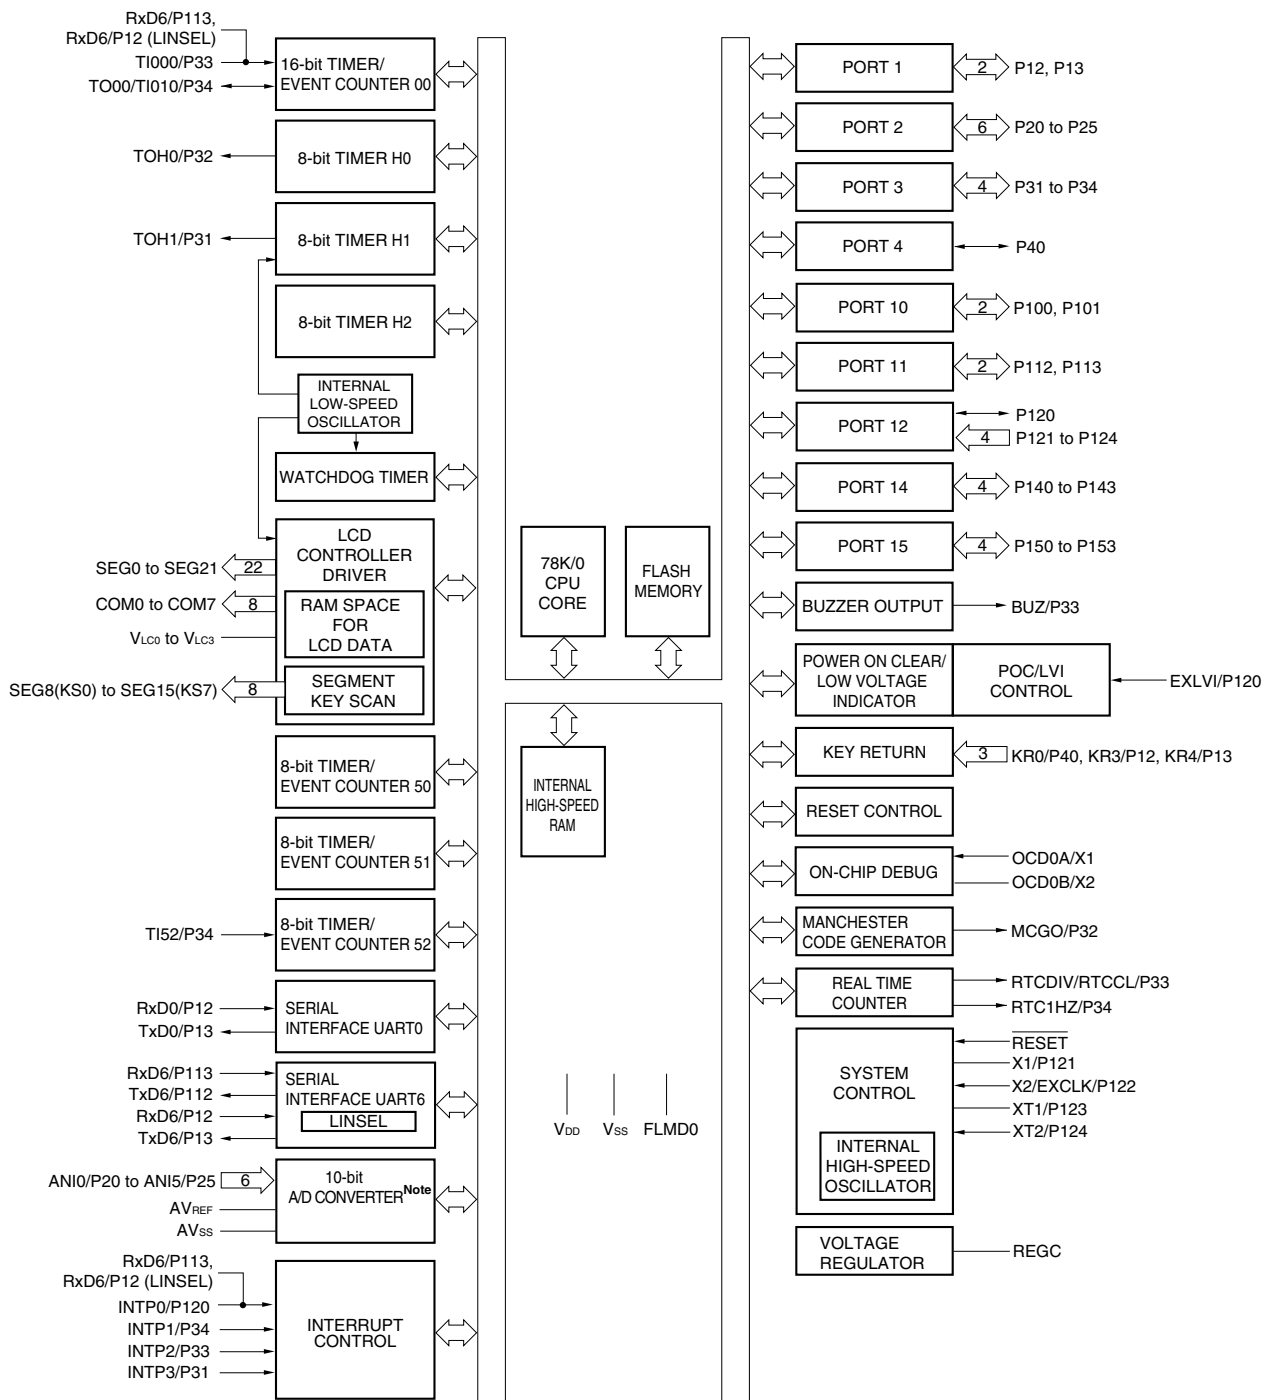 RxD6/P113,
RxD6/P12 (LINSEL)
TI000/P33
TO00/TI010/P34
16-bit TIMER/
EVENT COUNTER 00
TOH0/P32
8-bit TIMER H0
TOH1/P31
8-bit TIMER H1
8-bit TIMER H2
INTERNAL
LOW-SPEED
OSCILLATOR
WATCHDOG TIMER
LCD
CONTROLLER
DRIVER
SEG0 to SEG21
22
COM0 to COM7
8
RAM SPACE
FOR
LCD DATA
VLC0 to VLC3
SEG8(KS0) to SEG15(KS7)
8
SEGMENT
KEY SCAN
8-bit TIMER/
EVENT COUNTER 50
8-bit TIMER/
EVENT COUNTER 51
TI52/P34
8-bit TIMER/
EVENT COUNTER 52
RxD0/P12
TxD0/P13
SERIAL
INTERFACE UART0
RxD6/P113
TxD6/P112
RxD6/P12
TxD6/P13
SERIAL
INTERFACE UART6
LINSEL
ANI0/P20 to ANI5/P25
6
AVREF
AVSS
10-bit
A/D CONVERTER Note
RxD6/P113,
RxD6/P12 (LINSEL)
INTP0/P120
INTP1/P34
INTP2/P33
INTP3/P31
INTERRUPT
CONTROL
78K/0
CPU
CORE
FLASH
MEMORY
INTERNAL
HIGH-SPEED
RAM
VDD
VSS
FLMD0
PORT 1
2
P12, P13
PORT 2
6
P20 to P25
PORT 3
4
P31 to P34
PORT 4
P40
PORT 10
2
P100, P101
PORT 11
2
P112, P113
PORT 12
P120
4
P121 to P124
PORT 14
4
P140 to P143
PORT 15
4
P150 to P153
BUZZER OUTPUT
BUZ/P33
POWER ON CLEAR/
LOW VOLTAGE
INDICATOR
POC/LVI
CONTROL
EXLVI/P120
KEY RETURN
3
KR0/P40, KR3/P12, KR4/P13
RESET CONTROL
ON-CHIP DEBUG
OCD0A/X1
OCD0B/X2
MANCHESTER
CODE GENERATOR
MCGO/P32
REAL TIME
COUNTER
RTCDIV/RTCCL/P33
RTC1HZ/P34
SYSTEM
CONTROL
RESET
X1/P121
X2/EXCLK/P122
XT1/P123
XT2/P124
INTERNAL
HIGH-SPEED
OSCILLATOR
VOLTAGE
REGULATOR
REGC